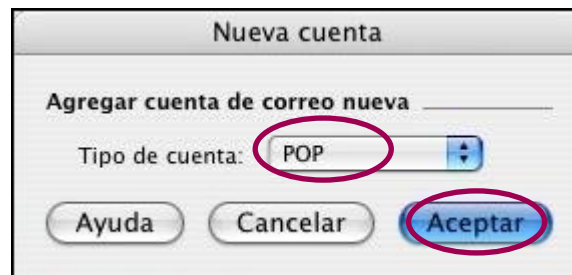 Nueva cuenta
Agregar cuenta de correo nueva
Tipo de cuenta: POP
Ayuda Cancelar Aceptar